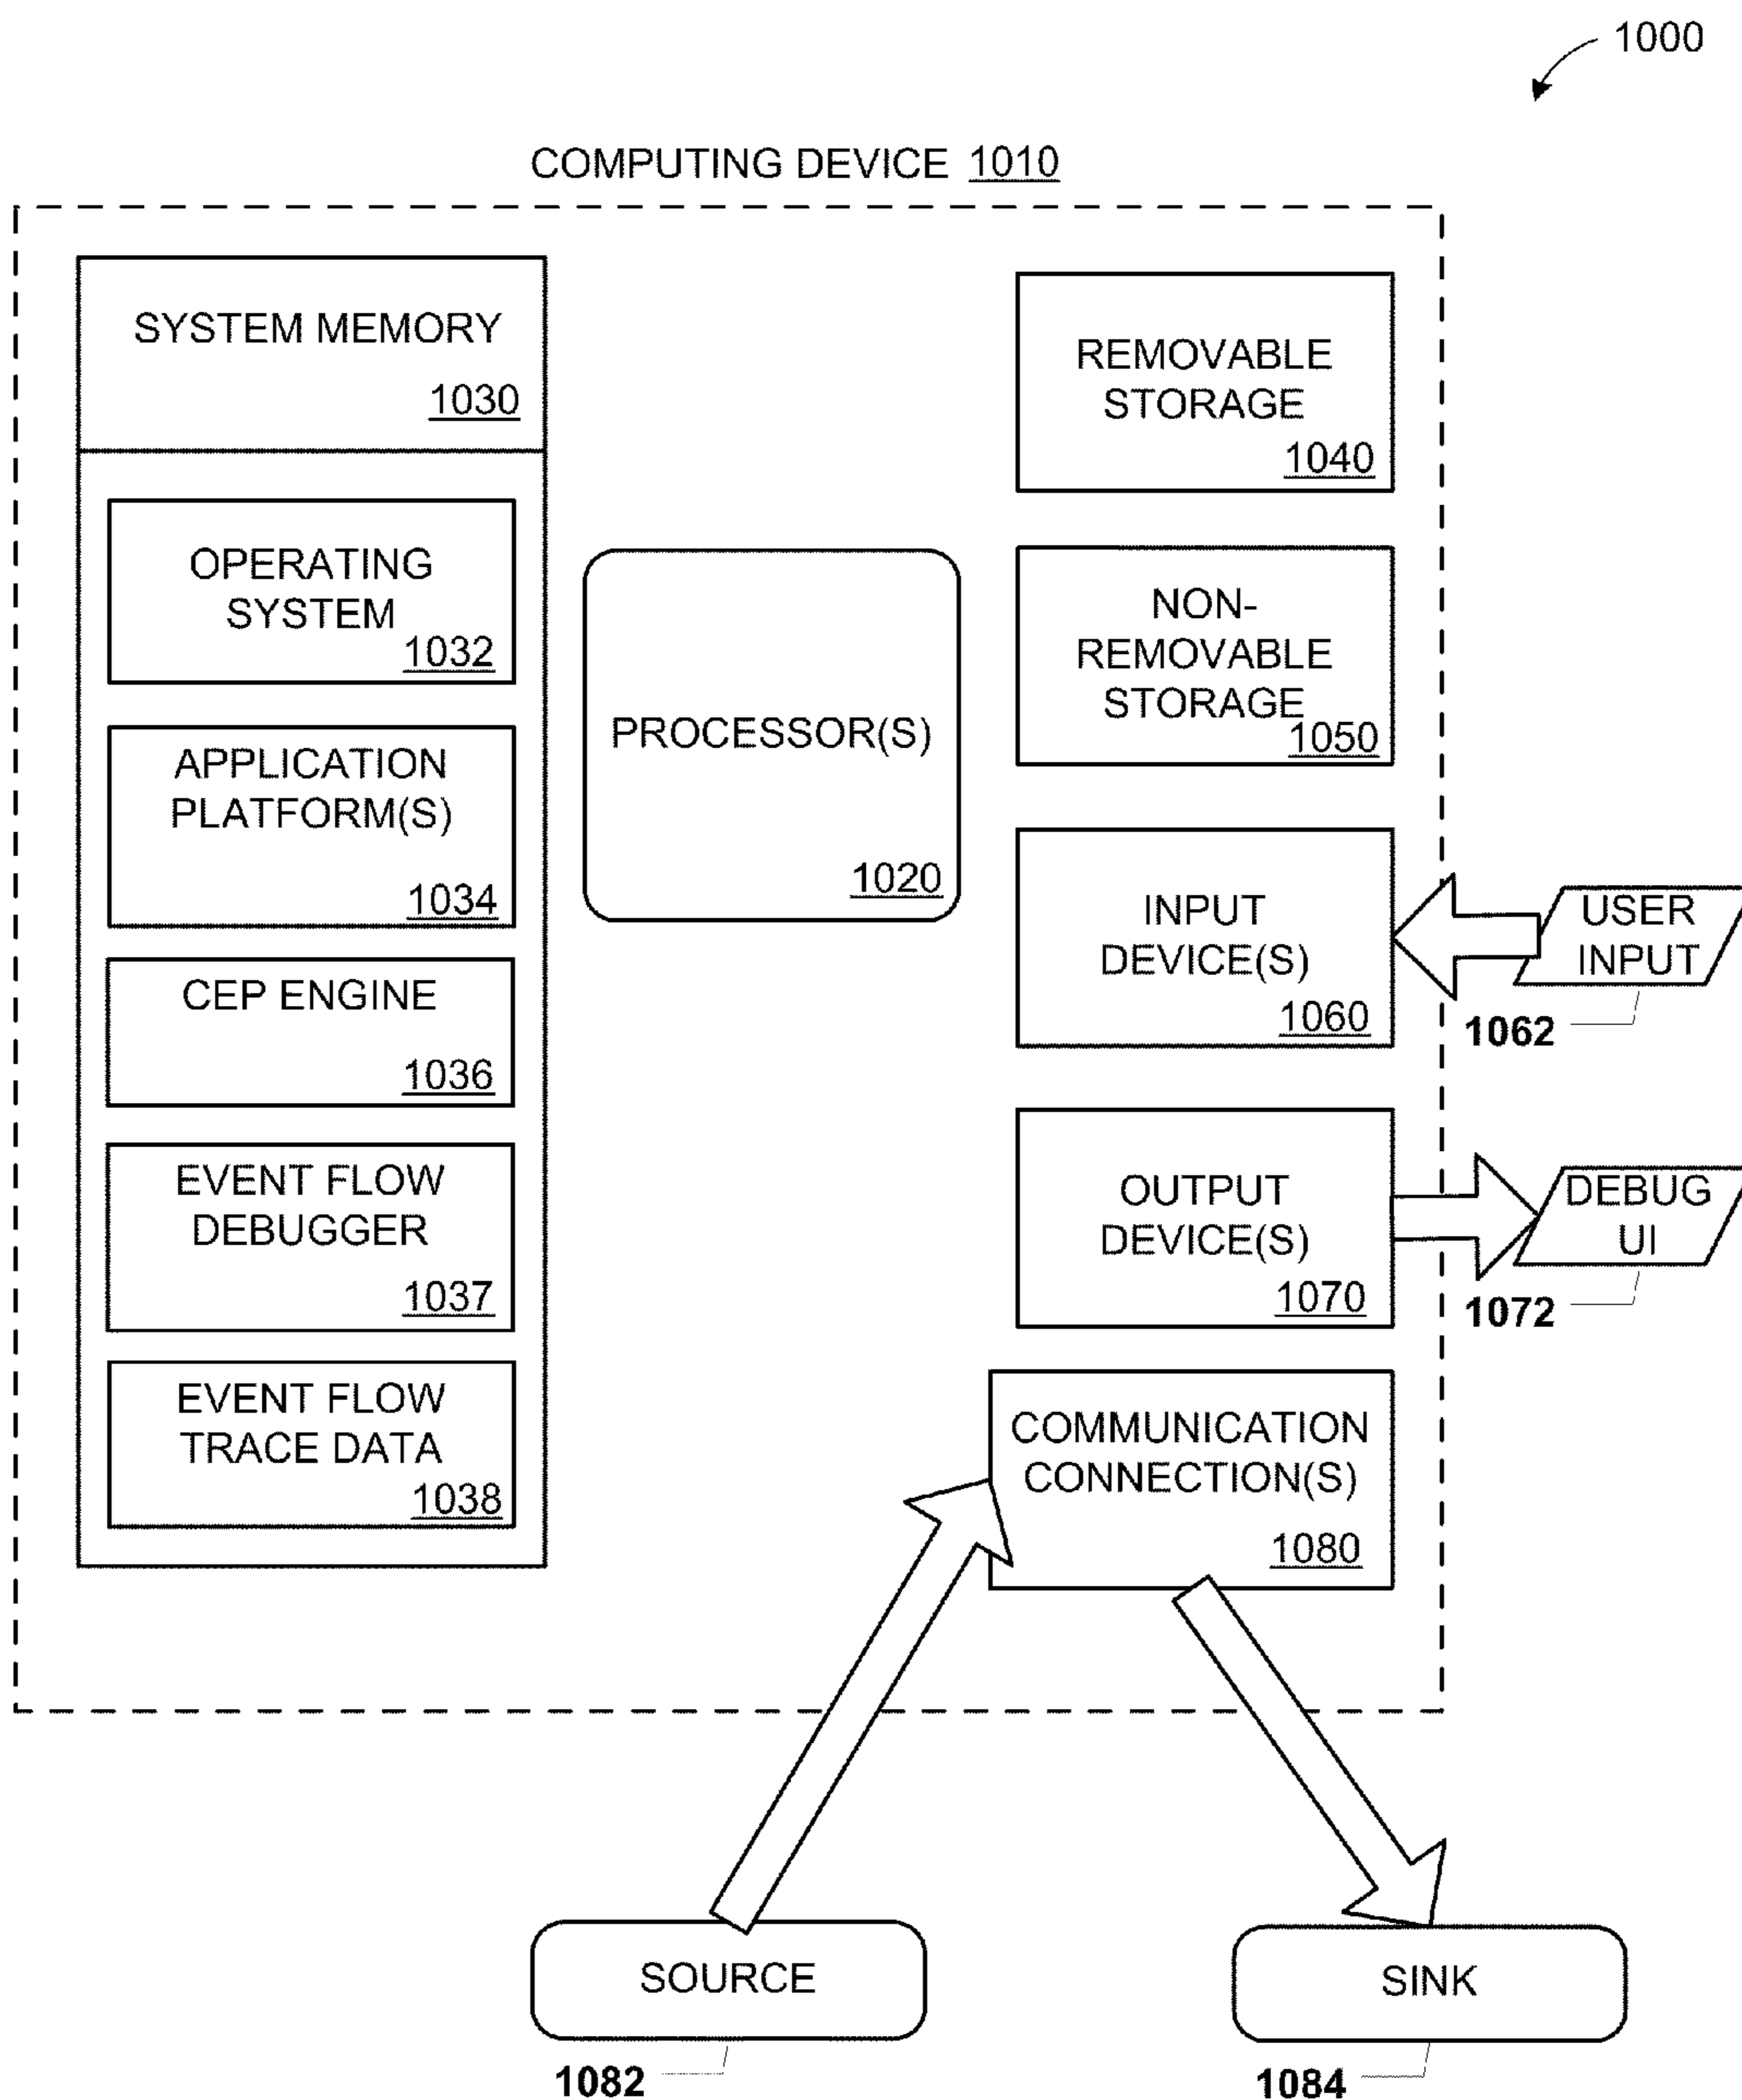 1000
COMPUTING DEVICE 1010
SYSTEM MEMORY
1030
OPERATING
SYSTEM
1032
APPLICATION
PLATFORM(S)
1034
CEP ENGINE
1036
EVENT FLOW
DEBUGGER
1037
EVENT FLOW
TRACE DATA
1038
PROCESSOR(S)
1020
REMOVABLE
STORAGE
1040
NON-
REMOVABLE
STORAGE
1050
INPUT
DEVICE(S)
1060
USER
INPUT
1062
OUTPUT
DEVICE(S)
1070
DEBUG
UI
1072
COMMUNICATION
CONNECTION(S)
1080
SOURCE
1082
SINK
1084